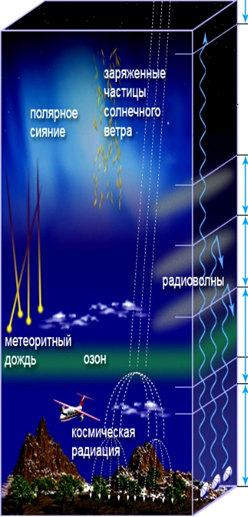 заряженные
частицы
солнечного
ветра
полярное
сияние
радиоволны
метеоритный
дождь
озон
космическая
радиация